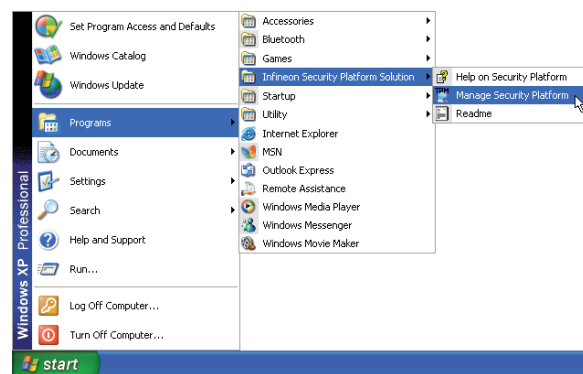 Set Program Access and Defaults
Windows Catalog
Windows Update
Programs
Documents
Settings
Search
Help and Support
Run...
Log Off Computer...
Turn Off Computer...
Windows XP Professional
start
Accessories
Bluetooth
Games
Infineon Security Platform Solution
Startup
Utility
Internet Explorer
MSN
Outlook Express
Remote Assistance
Windows Media Player
Windows Messenger
Windows Movie Maker
Help on Security Platform
TPM
Manage Security Platform
Readme